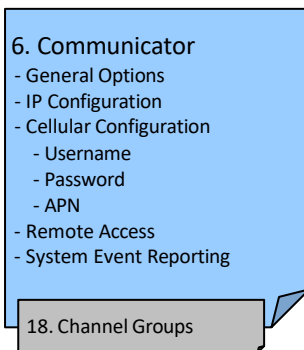 6. Communicator
- General Options
- IP Configuration
- Cellular Configuration
- Username
- Password
- APN
- Remote Access
- System Event Reporting
18. Channel Groups